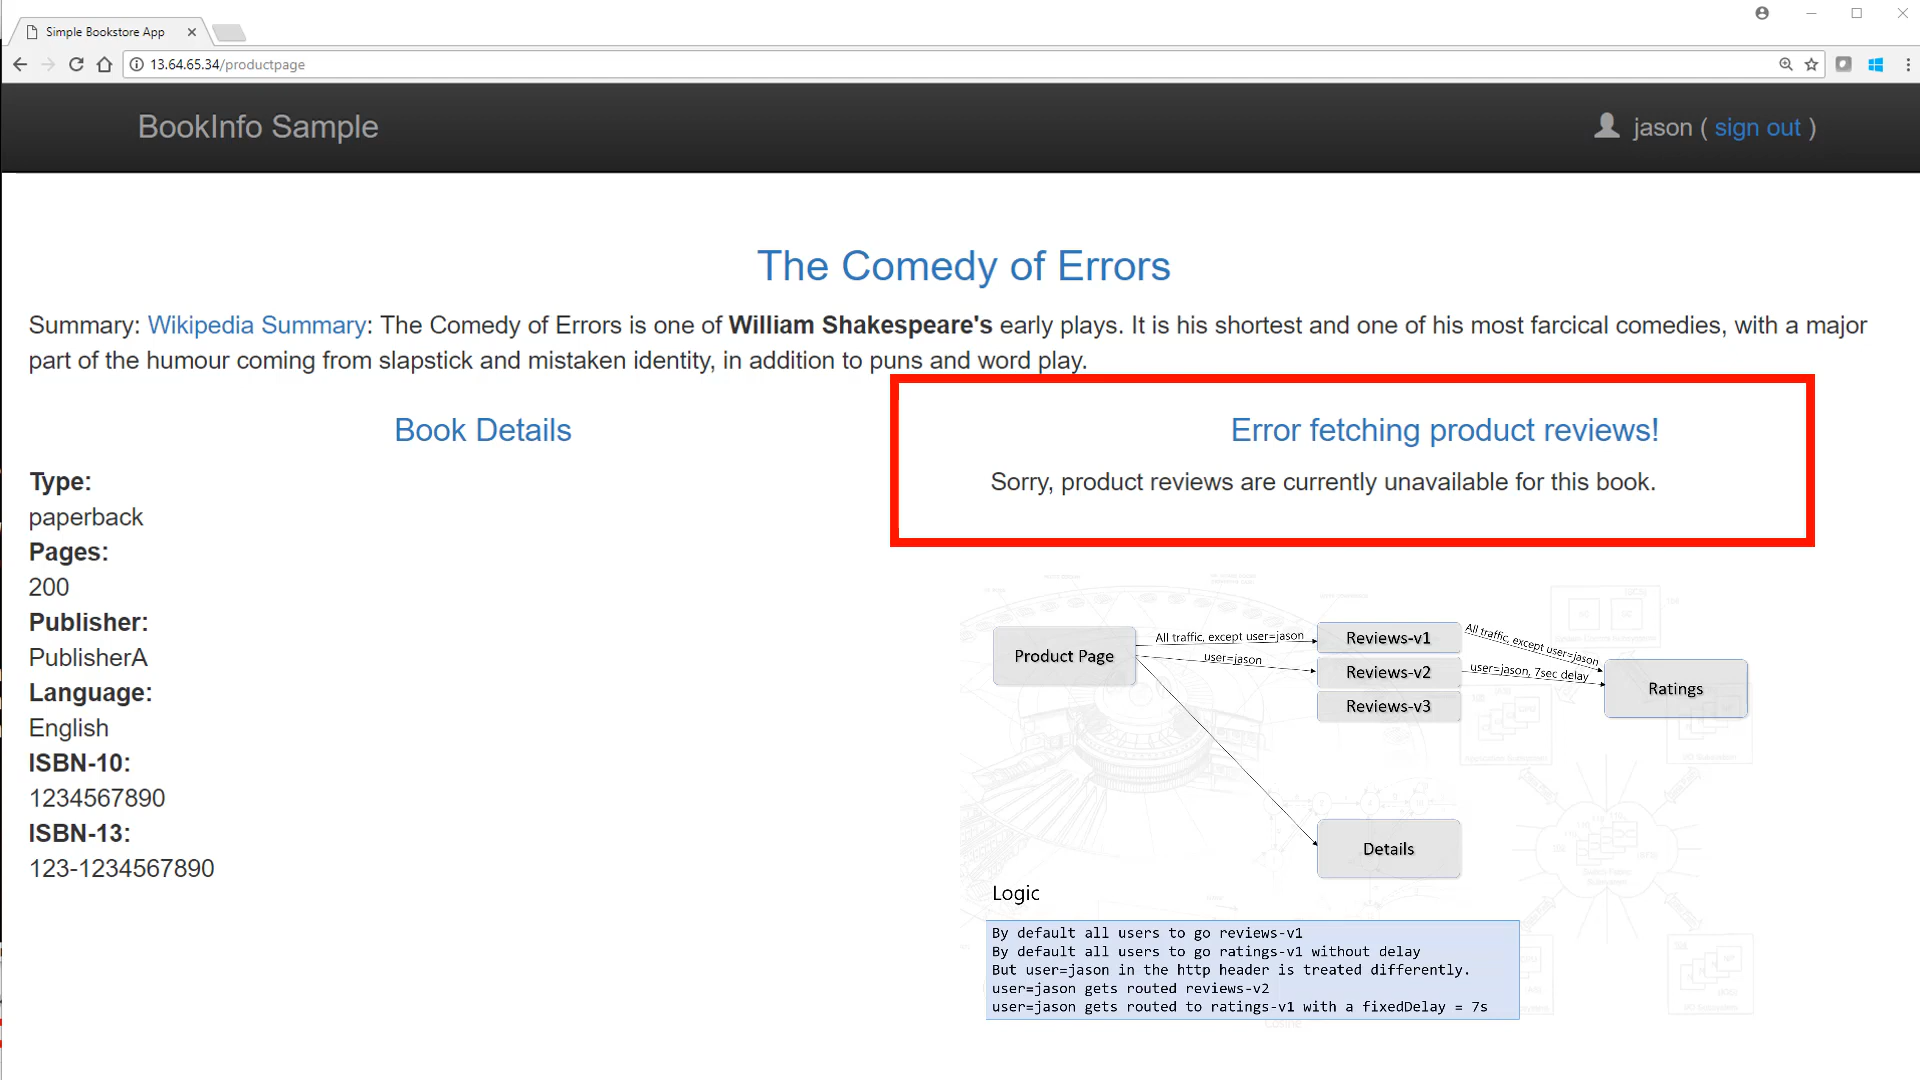 Simple Bookstore App
13.64.65.34/productpage
BookInfo Sample
jason ( sign out )
The Comedy of Errors
Summary: Wikipedia Summary: The Comedy of Errors is one of William Shakespeare's early plays. It is his shortest and one of his most farcical comedies, with a major
part of the humour coming from slapstick and mistaken identity, in addition to puns and word play.
Book Details
Type:
paperback
Pages:
200
Publisher:
PublisherA
Language:
English
ISBN-10:
1234567890
ISBN-13:
123-1234567890
Error fetching product reviews!
Sorry, product reviews are currently unavailable for this book.
Product Page
All traffic, except user=jason
user=jason
Reviews-v1
Reviews-v2
Reviews-v3
All traffic, except user=jason
user=jason, 7sec delay
Ratings
Details
Logic
By default all users to go reviews-v1
By default all users to go ratings-v1 without delay
But user=jason in the http header is treated differently.
user=jason gets routed reviews-v2
user=jason gets routed to ratings-v1 with a fixedDelay = 7s